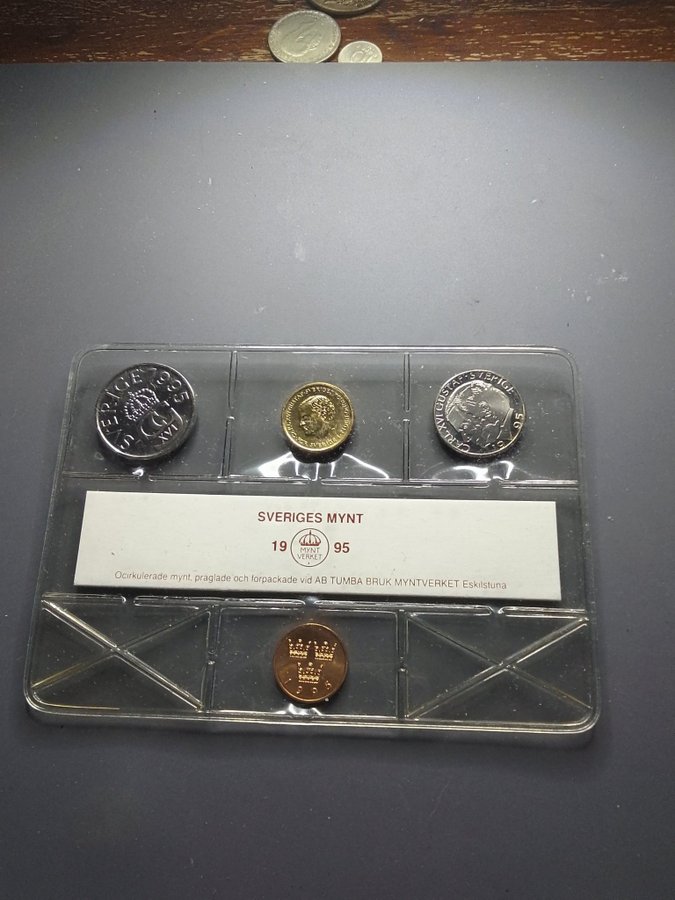 SVERIGE 1995
XVI
CARL XVI GUSTAF · SVERIGE
95
SVERIGES MYNT
19 MYNT VERKET 95
Ocirkulerade mynt, präglade och förpackade vid AB TUMBA BRUK MYNTVERKET Eskilstuna